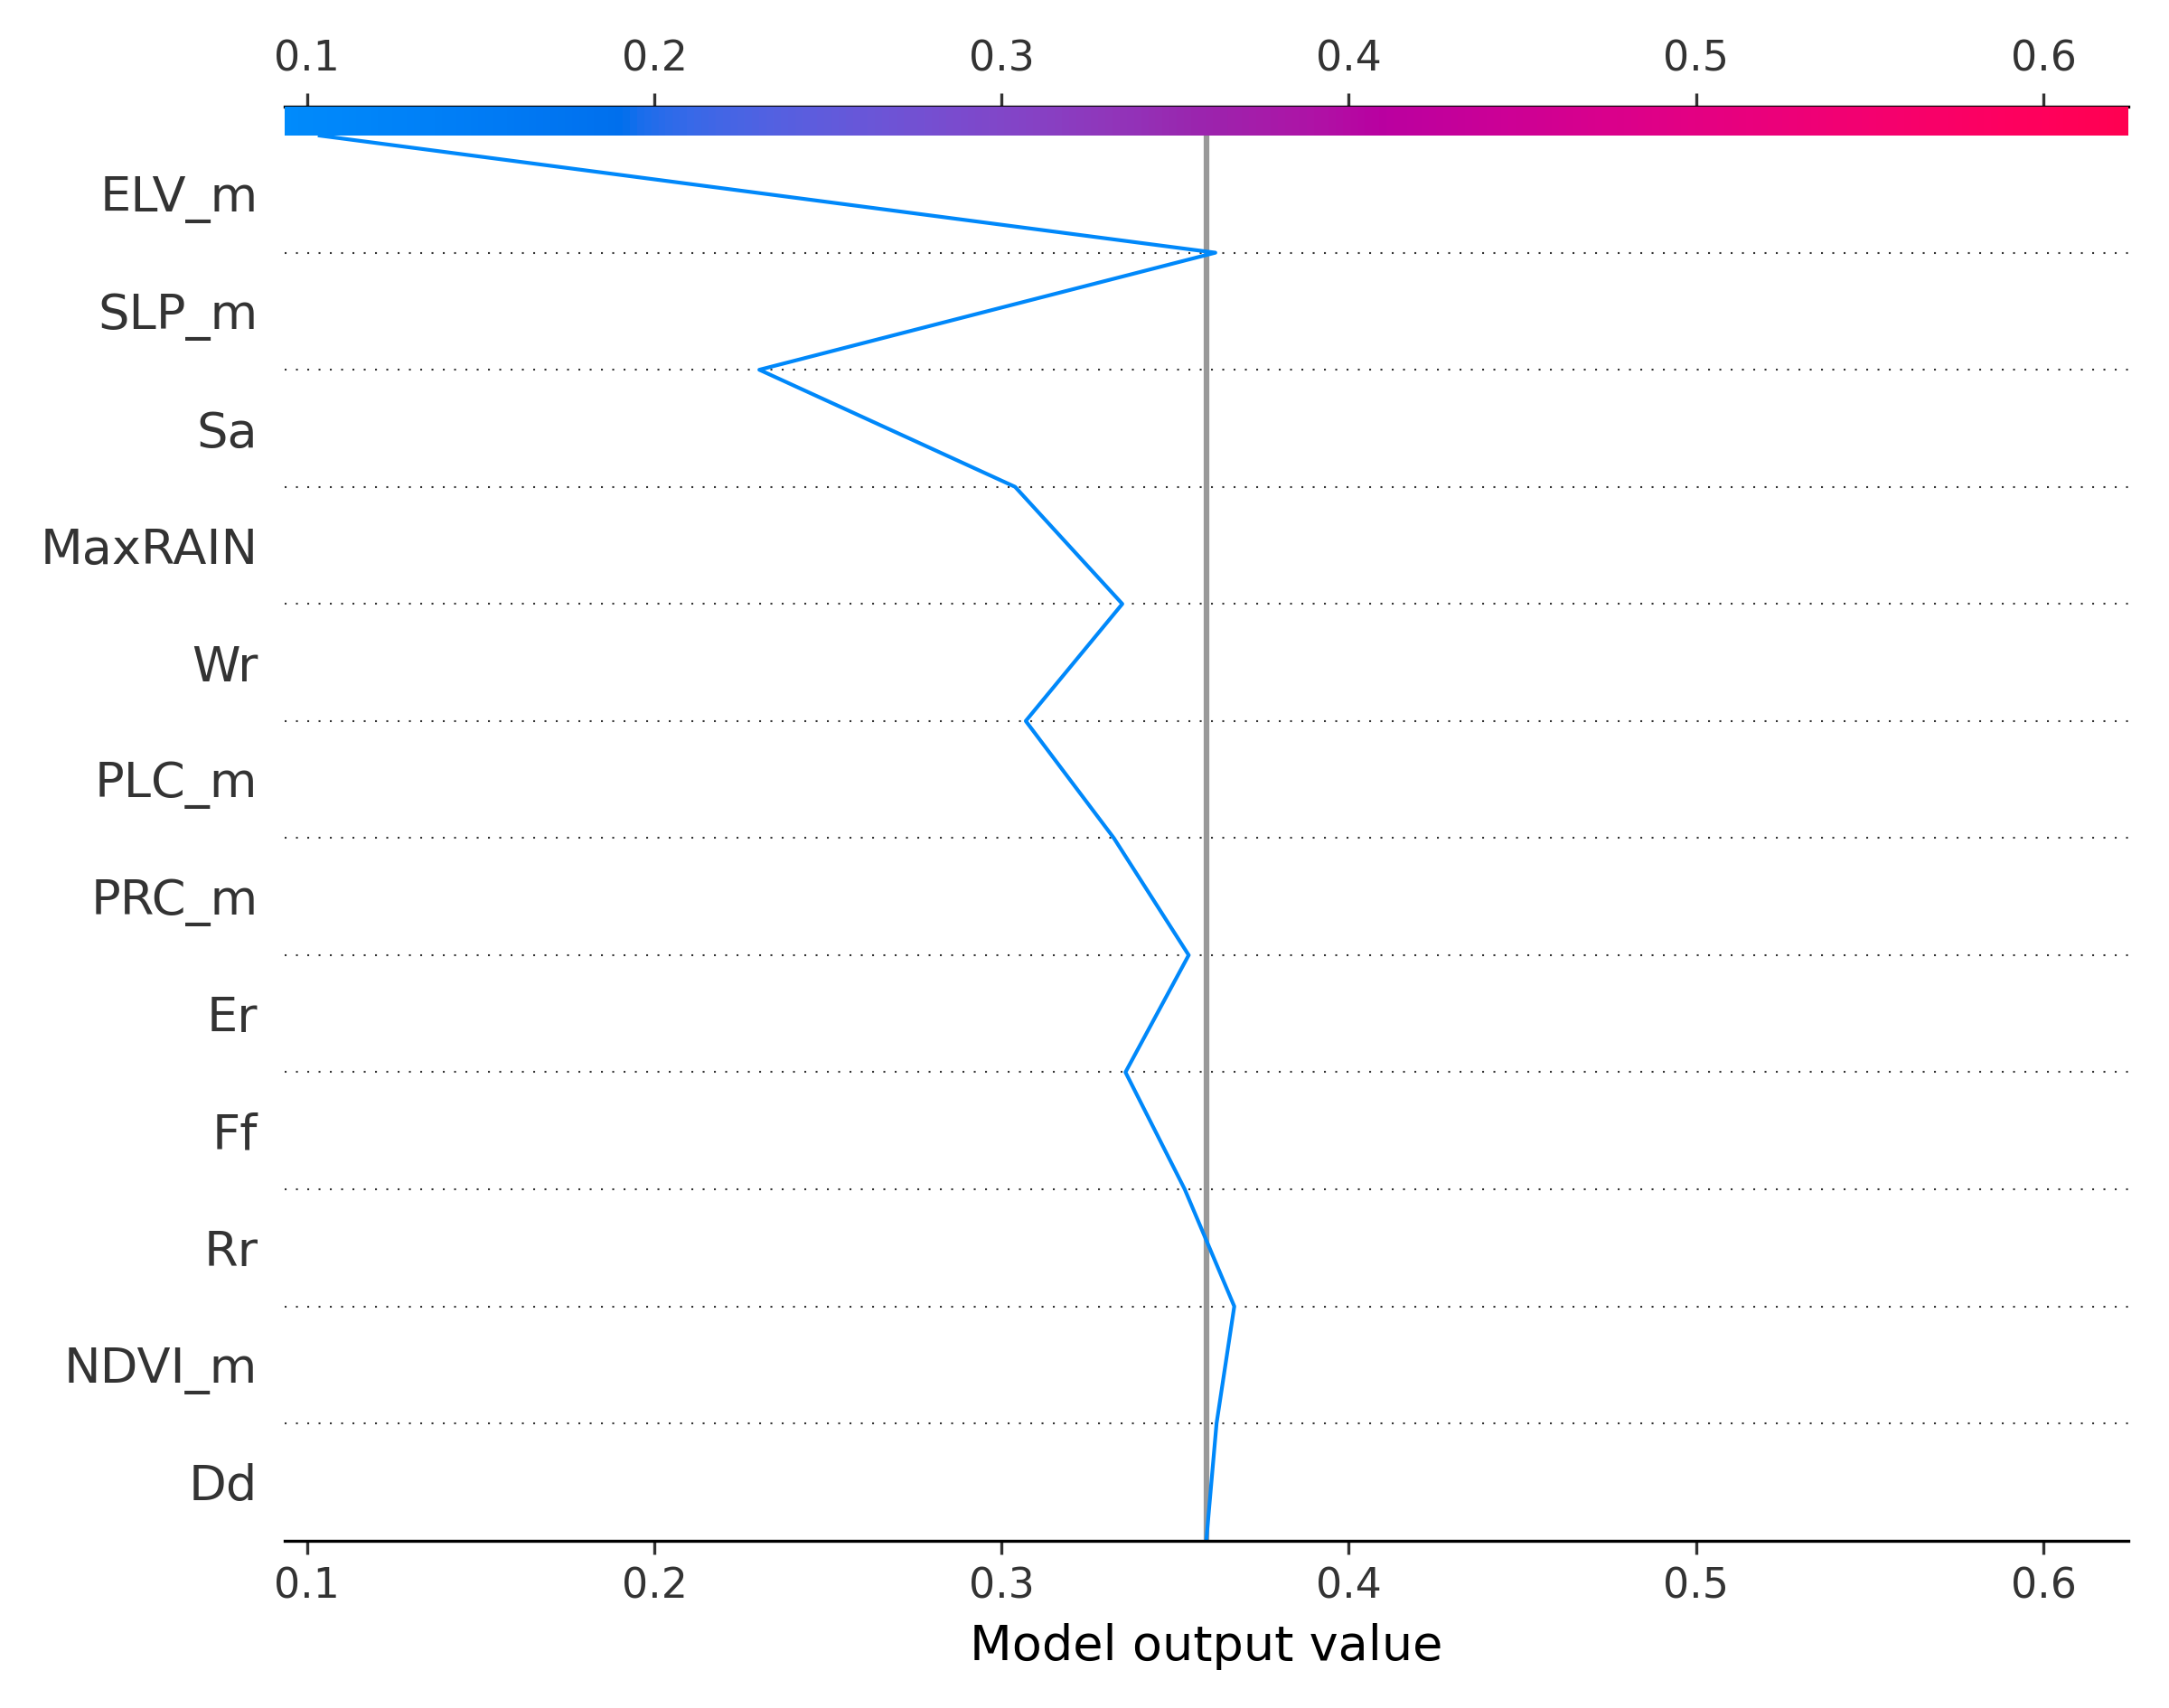 0.1 0.2 0.3 0.4 0.5 0.6
ELV_m
SLP_m
Sa
MaxRAIN
Wr
PLC_m
PRC_m
Er
Ff
Rr
NDVI_m
Dd
0.1 0.2 0.3 0.4 0.5 0.6
Model output value